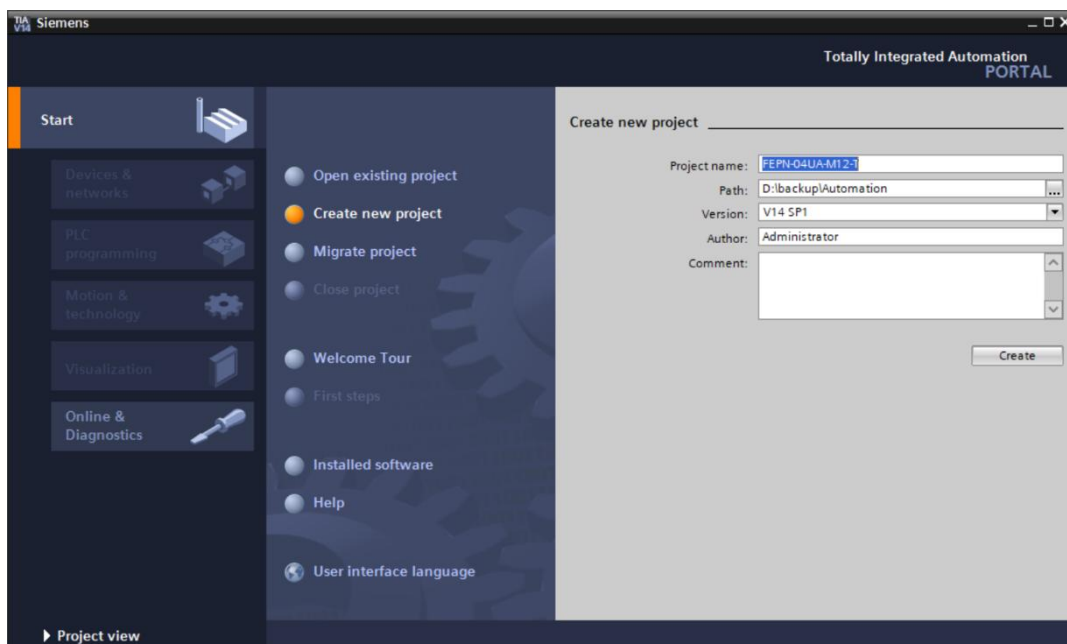 TIA
V14 Siemens
Totally Integrated Automation
PORTAL
Start
Devices &
networks
PLC
programming
Motion &
technology
Visualization
Online &
Diagnostics
Project view
Open existing project
Create new project
Migrate project
Close project
Welcome Tour
First steps
Installed software
Help
User interface language
Create new project
Project name: FEPN-04UA-M12-T
Path: D:\backup\Automation ...
Version: V14 SP1
Author: Administrator
Comment:
Create